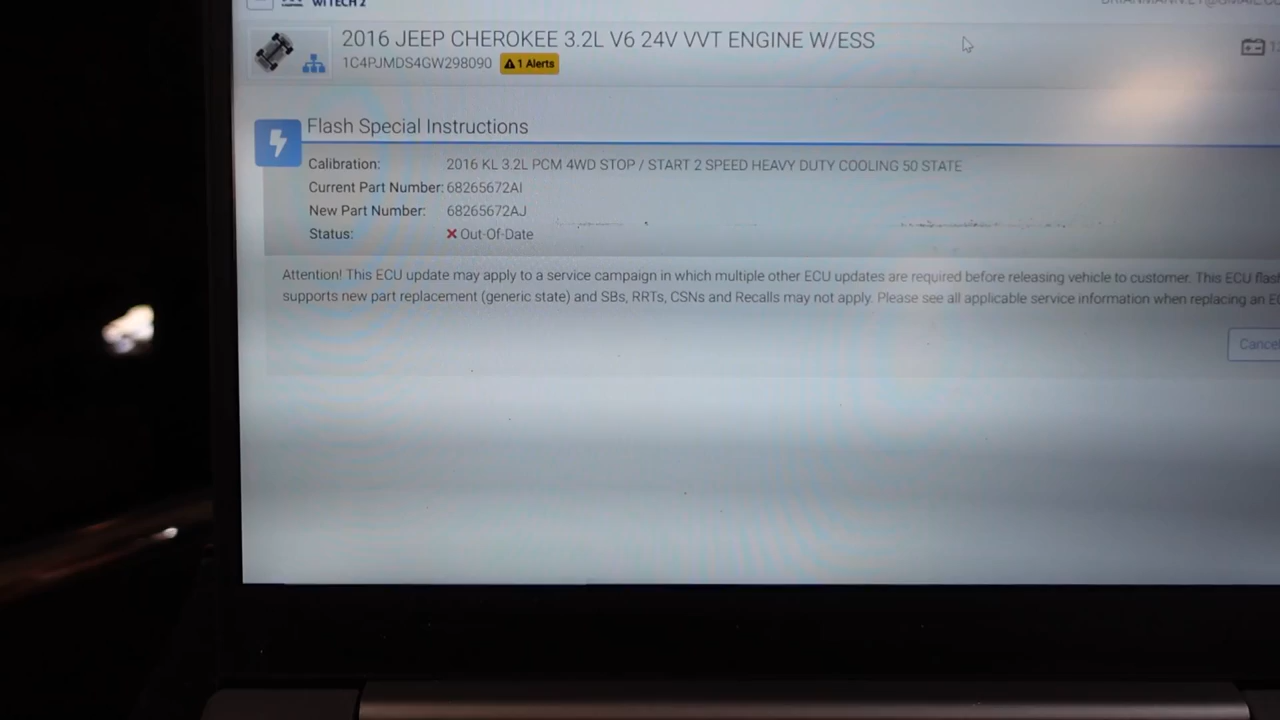 WITECH 2
2016 JEEP CHEROKEE 3.2L V6 24V VVT ENGINE W/ESS
1C4PJMDS4GW298090 1 Alerts
Flash Special Instructions
Calibration: 2016 KL 3.2L PCM 4WD STOP / START 2 SPEED HEAVY DUTY COOLING 50 STATE
Current Part Number: 68265672AI
New Part Number: 68265672AJ
Status: Out-Of-Date
Attention! This ECU update may apply to a service campaign in which multiple other ECU updates are required before releasing vehicle to customer. This ECU flas
supports new part replacement (generic state) and SBs, RRTs, CSNs and Recalls may not apply. Please see all applicable service information when replacing an E
Cancel